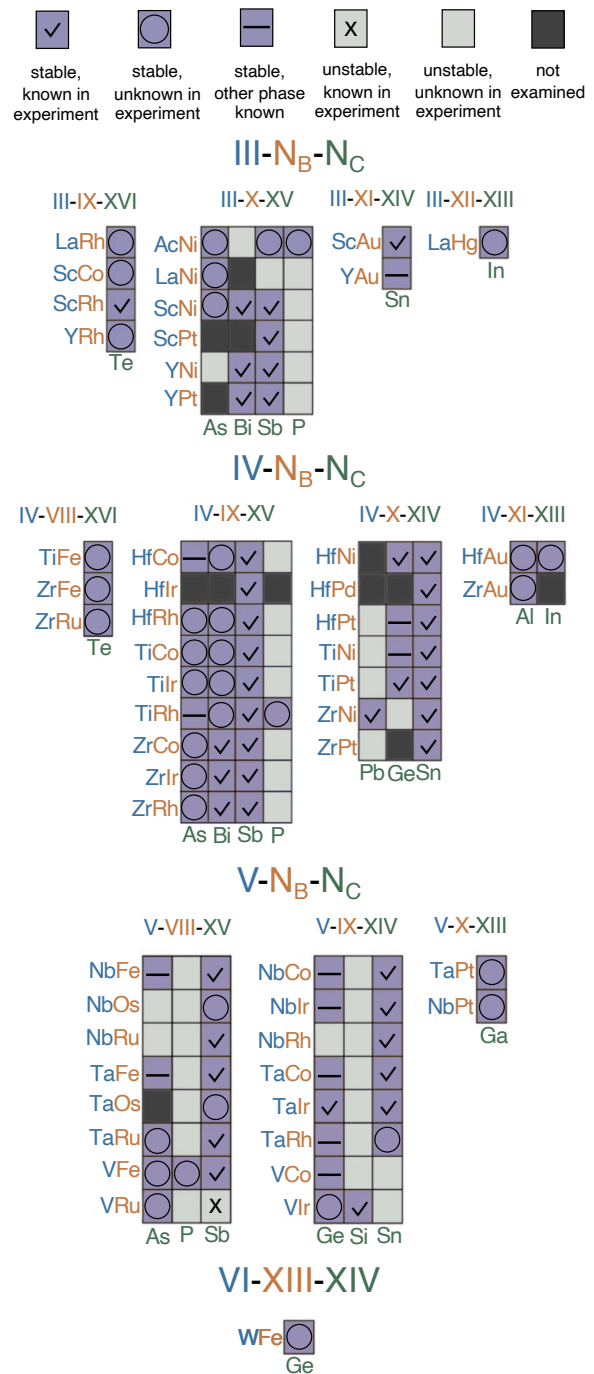 X
stable, known in experiment
stable, unknown in experiment
stable, other phase known
unstable, known in experiment
unstable, unknown in experiment
not examined
III-N_B-N_C
III-IX-XVI
LaRh
ScCo
ScRh
YRh
Te
III-X-XV
AcNi
LaNi
ScNi
ScPt
YNi
YPt
As Bi Sb P
III-XI-XIV
ScAu
YAu
Sn
III-XII-XIII
LaHg
In
IV-N_B-N_C
IV-VIII-XVI
TiFe
ZrFe
ZrRu
Te
IV-IX-XV
HfCo
HfIr
HfRh
TiCo
TiIr
TiRh
ZrCo
ZrIr
ZrRh
As Bi Sb P
IV-X-XIV
HfNi
HfPd
HfPt
TiNi
TiPt
ZrNi
ZrPt
Pb Ge Sn
IV-XI-XIII
HfAu
ZrAu
Al In
V-N_B-N_C
V-VIII-XV
NbFe
NbOs
NbRu
TaFe
TaOs
TaRu
VFe
VRu
X
As P Sb
V-IX-XIV
NbCo
NbIr
NbRh
TaCo
TaIr
TaRh
VCo
VIr
Ge Si Sn
V-X-XIII
TaPt
NbPt
Ga
VI-XIII-XIV
WFe
Ge